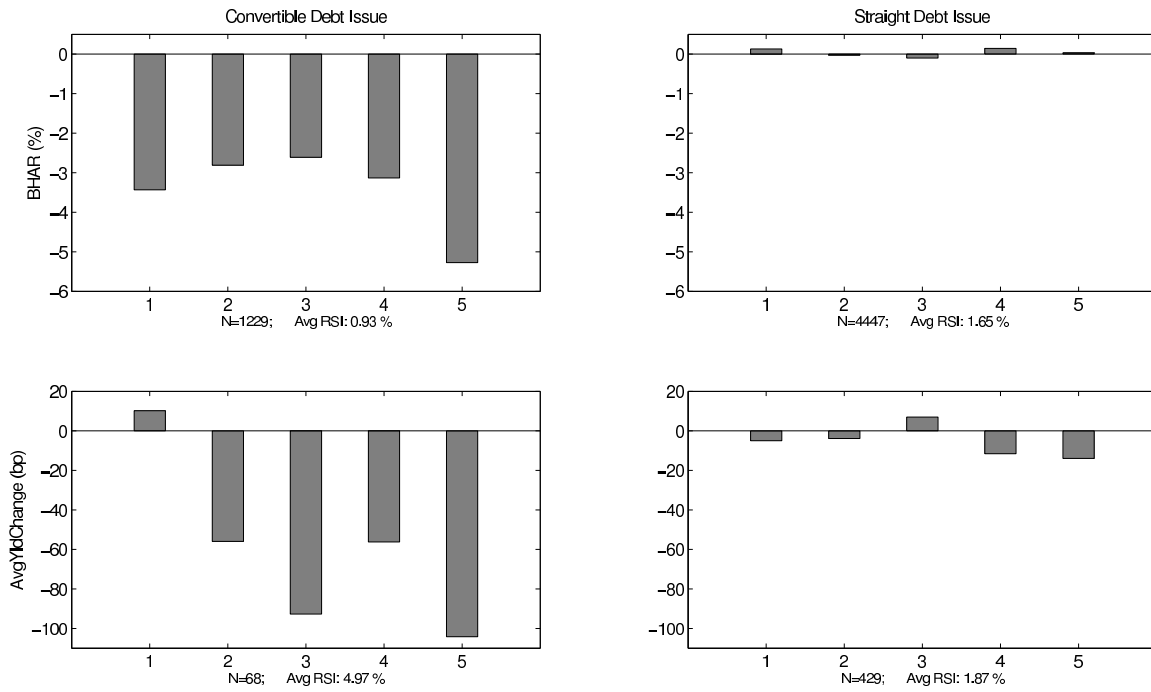 Convertible Debt Issue
0
−1
−2
−3
−4
−5
−6
BHAR (%)
1 2 3 4 5
N=1229; Avg RSI: 0.93 %
Straight Debt Issue
0
−1
−2
−3
−4
−5
−6
1 2 3 4 5
N=4447; Avg RSI: 1.65 %
20
0
−20
−40
−60
−80
−100
AvgYldChange (bp)
1 2 3 4 5
N=68; Avg RSI: 4.97 %
20
0
−20
−40
−60
−80
−100
1 2 3 4 5
N=429; Avg RSI: 1.87 %